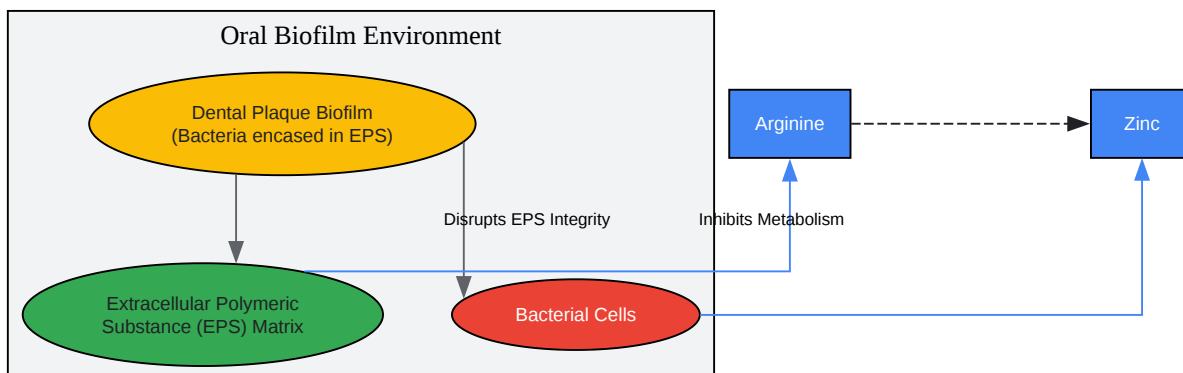 Oral Biofilm Environment
Dental Plaque Biofilm
(Bacteria encased in EPS)
Arginine
Zinc
Disrupts EPS Integrity
Inhibits Metabolism
Extracellular Polymeric
Substance (EPS) Matrix
Bacterial Cells